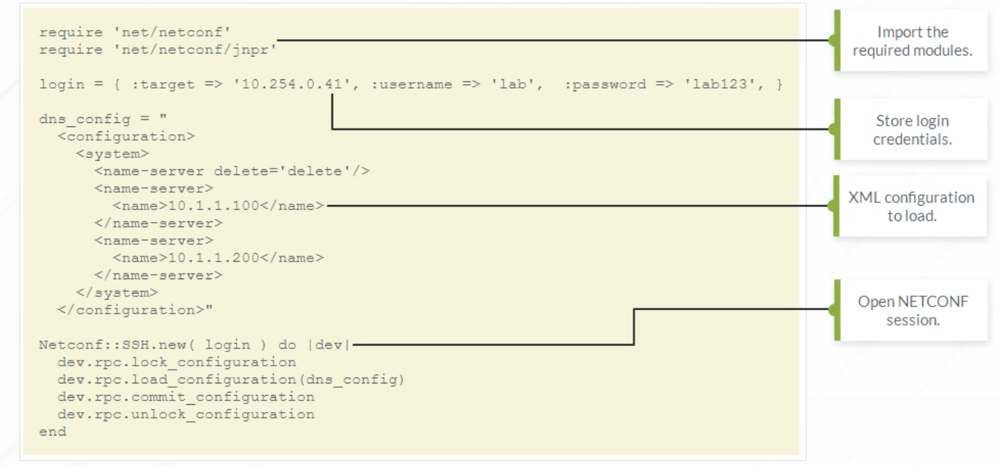 require 'net/netconf'
require 'net/netconf/jnpr'
login = { :target => '10.254.0.41', :username => 'lab',  :password => 'lab123', }
dns_config = "
  <configuration>
    <system>
      <name-server delete='delete'/>
      <name-server>
        <name>10.1.1.100</name>
      </name-server>
      <name-server>
        <name>10.1.1.200</name>
      </name-server>
    </system>
  </configuration>"
Netconf::SSH.new( login ) do |dev|
  dev.rpc.lock_configuration
  dev.rpc.load_configuration(dns_config)
  dev.rpc.commit_configuration
  dev.rpc.unlock_configuration
end
Import the
required modules.
Store login
credentials.
XML configuration
to load.
Open NETCONF
session.